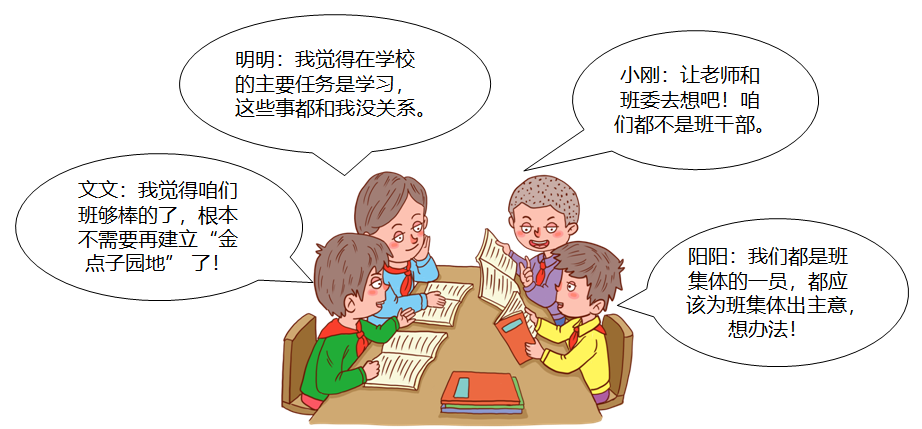 明明：我觉得在学校
的主要任务是学习，
这些事都和我没关系。
小刚：让老师和
班委去想吧！咱
们都不是班干部。
文文：我觉得咱们
班够棒的了，根本
不需要再建立“金
点子园地” 了！
阳阳：我们都是班
集体的一员，都应
该为班集体出主意，
想办法！